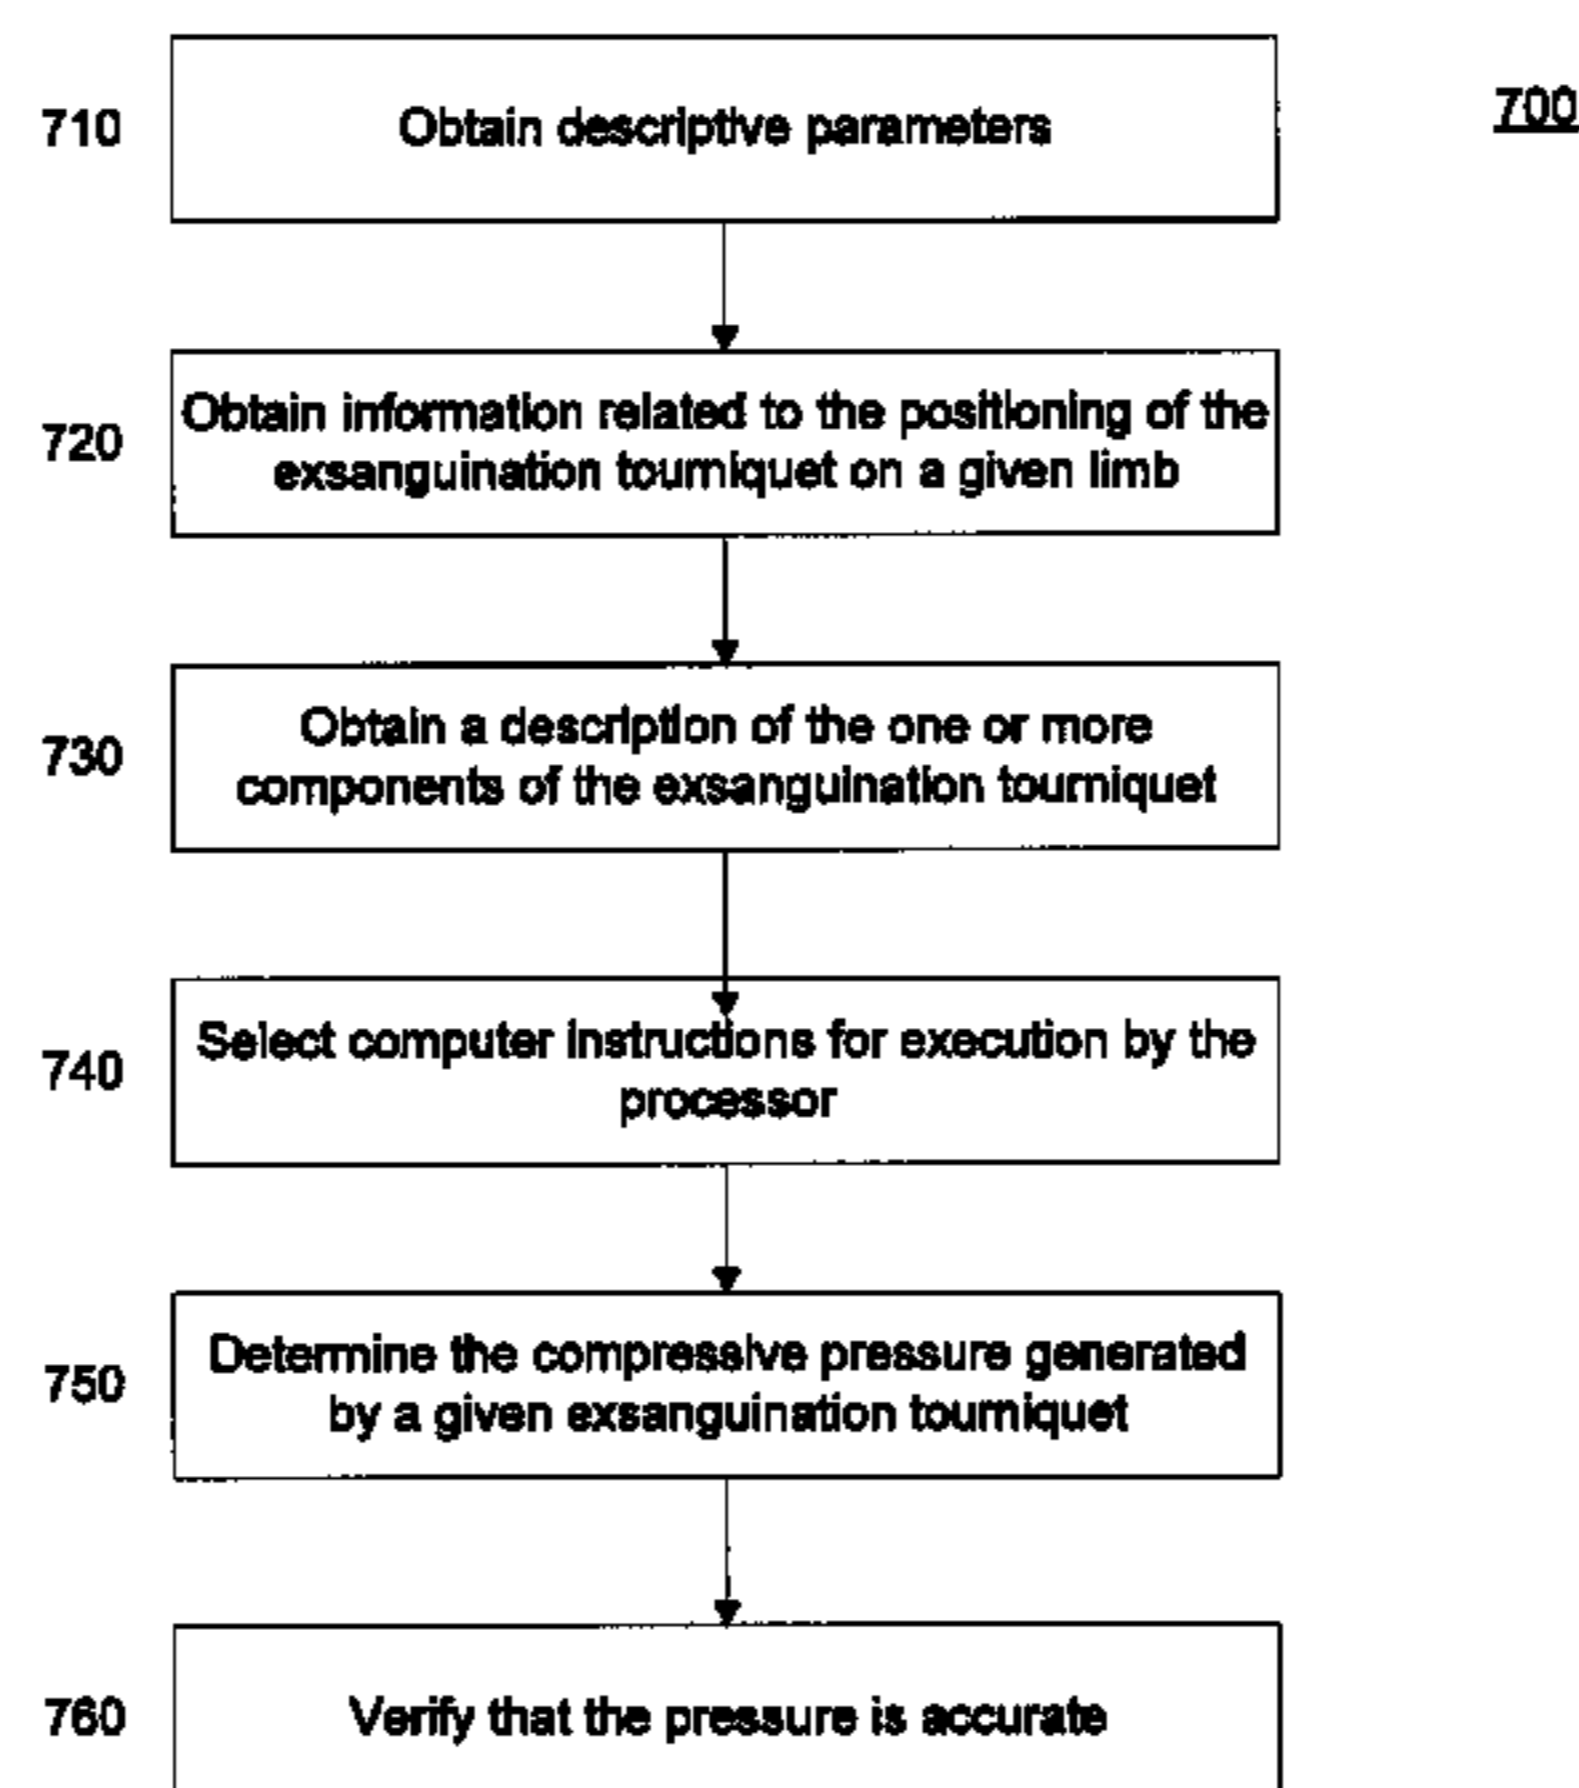 700
710
Obtain descriptive parameters
720
Obtain information related to the positioning of the
exsanguination tourniquet on a given limb
730
Obtain a description of the one or more
components of the exsanguination tourniquet
740
Select computer instructions for execution by the
processor
750
Determine the compressive pressure generated
by a given exsanguination tourniquet
760
Verify that the pressure is accurate